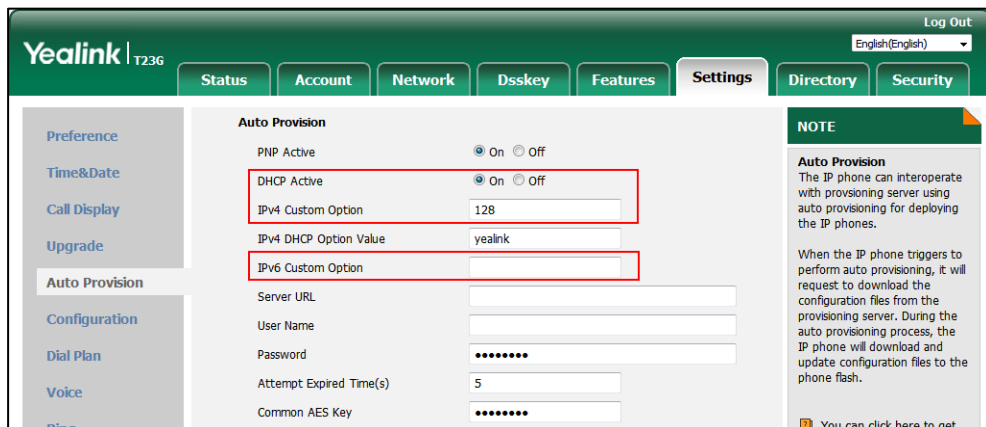 Log Out
Yealink T23G
English(English)
Status Account Network Dsskey Features Settings Directory Security
Preference
Time&Date
Call Display
Upgrade
Auto Provision
Configuration
Dial Plan
Voice
Auto Provision
PNP Active On Off
DHCP Active On Off
IPv4 Custom Option 128
IPv4 DHCP Option Value yealink
IPv6 Custom Option
Server URL
User Name
Password ••••••••
Attempt Expired Time(s) 5
Common AES Key ••••••••
NOTE
Auto Provision
The IP phone can interoperate
with provisioning server using
auto provisioning for deploying
the IP phones.
When the IP phone triggers to
perform auto provisioning, it will
request to download the
configuration files from the
provisioning server. During the
auto provisioning process, the
IP phone will download and
update configuration files to the
phone flash.
You can click here to get